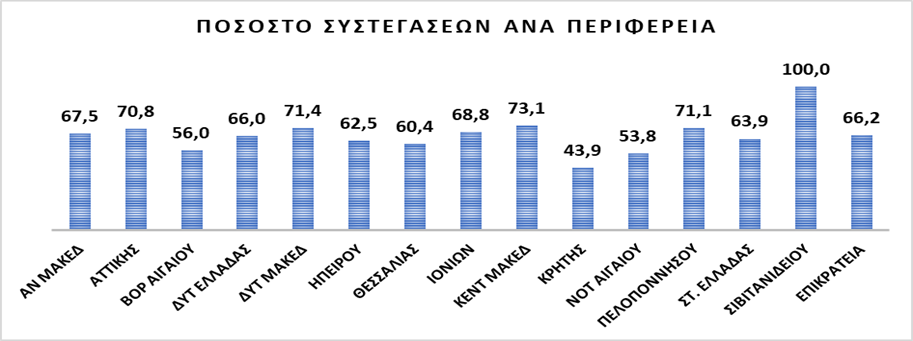 ΠΟΣΟΣΤΟ ΣΥΣΤΕΓΑΣΕΩΝ ΑΝΑ ΠΕΡΙΦΕΡΕΙΑ
67,5
70,8
56,0
66,0
71,4
62,5
60,4
68,8
73,1
43,9
53,8
71,1
63,9
100,0
66,2
ΑΝ ΜΑΚΕΔ
ΑΤΤΙΚΗΣ
ΒΟΡ ΑΙΓΑΙΟΥ
ΔΥΤ ΕΛΛΑΔΑΣ
ΔΥΤ ΜΑΚΕΔ
ΗΠΕΙΡΟΥ
ΘΕΣΣΑΛΙΑΣ
ΙΟΝΙΩΝ
ΚΕΝΤ ΜΑΚΕΔ
ΚΡΗΤΗΣ
ΝΟΤ ΑΙΓΑΙΟΥ
ΠΕΛΟΠΟΝΝΗΣΟΥ
ΣΤ. ΕΛΛΑΔΑΣ
ΣΙΒΙΤΑΝΙΔΕΙΟΥ
ΕΠΙΚΡΑΤΕΙΑ